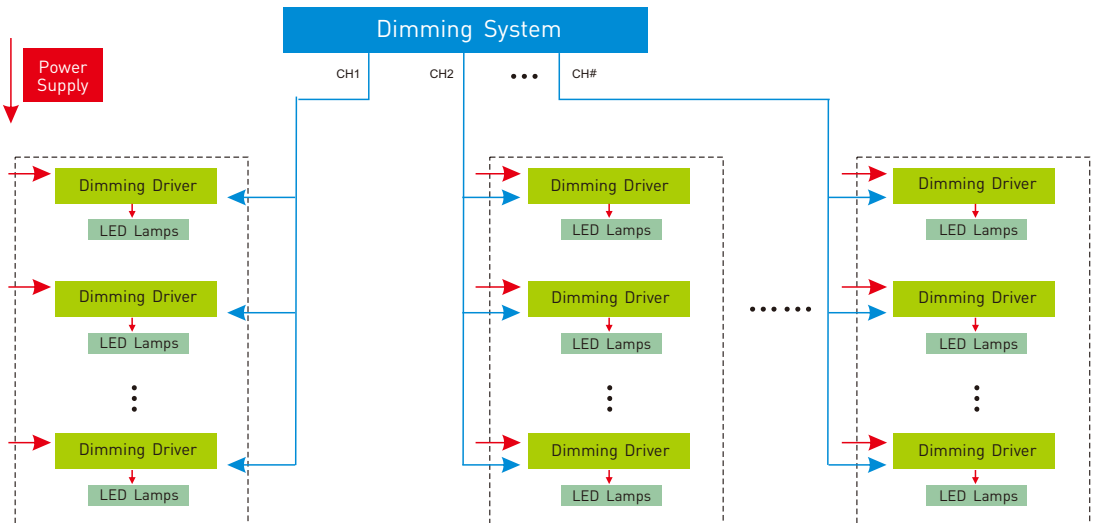 Dimming System
Power
Supply
CH1
CH2
CH#
Dimming Driver
LED Lamps
Dimming Driver
LED Lamps
Dimming Driver
LED Lamps
Dimming Driver
LED Lamps
Dimming Driver
LED Lamps
Dimming Driver
LED Lamps
Dimming Driver
LED Lamps
Dimming Driver
LED Lamps
Dimming Driver
LED Lamps